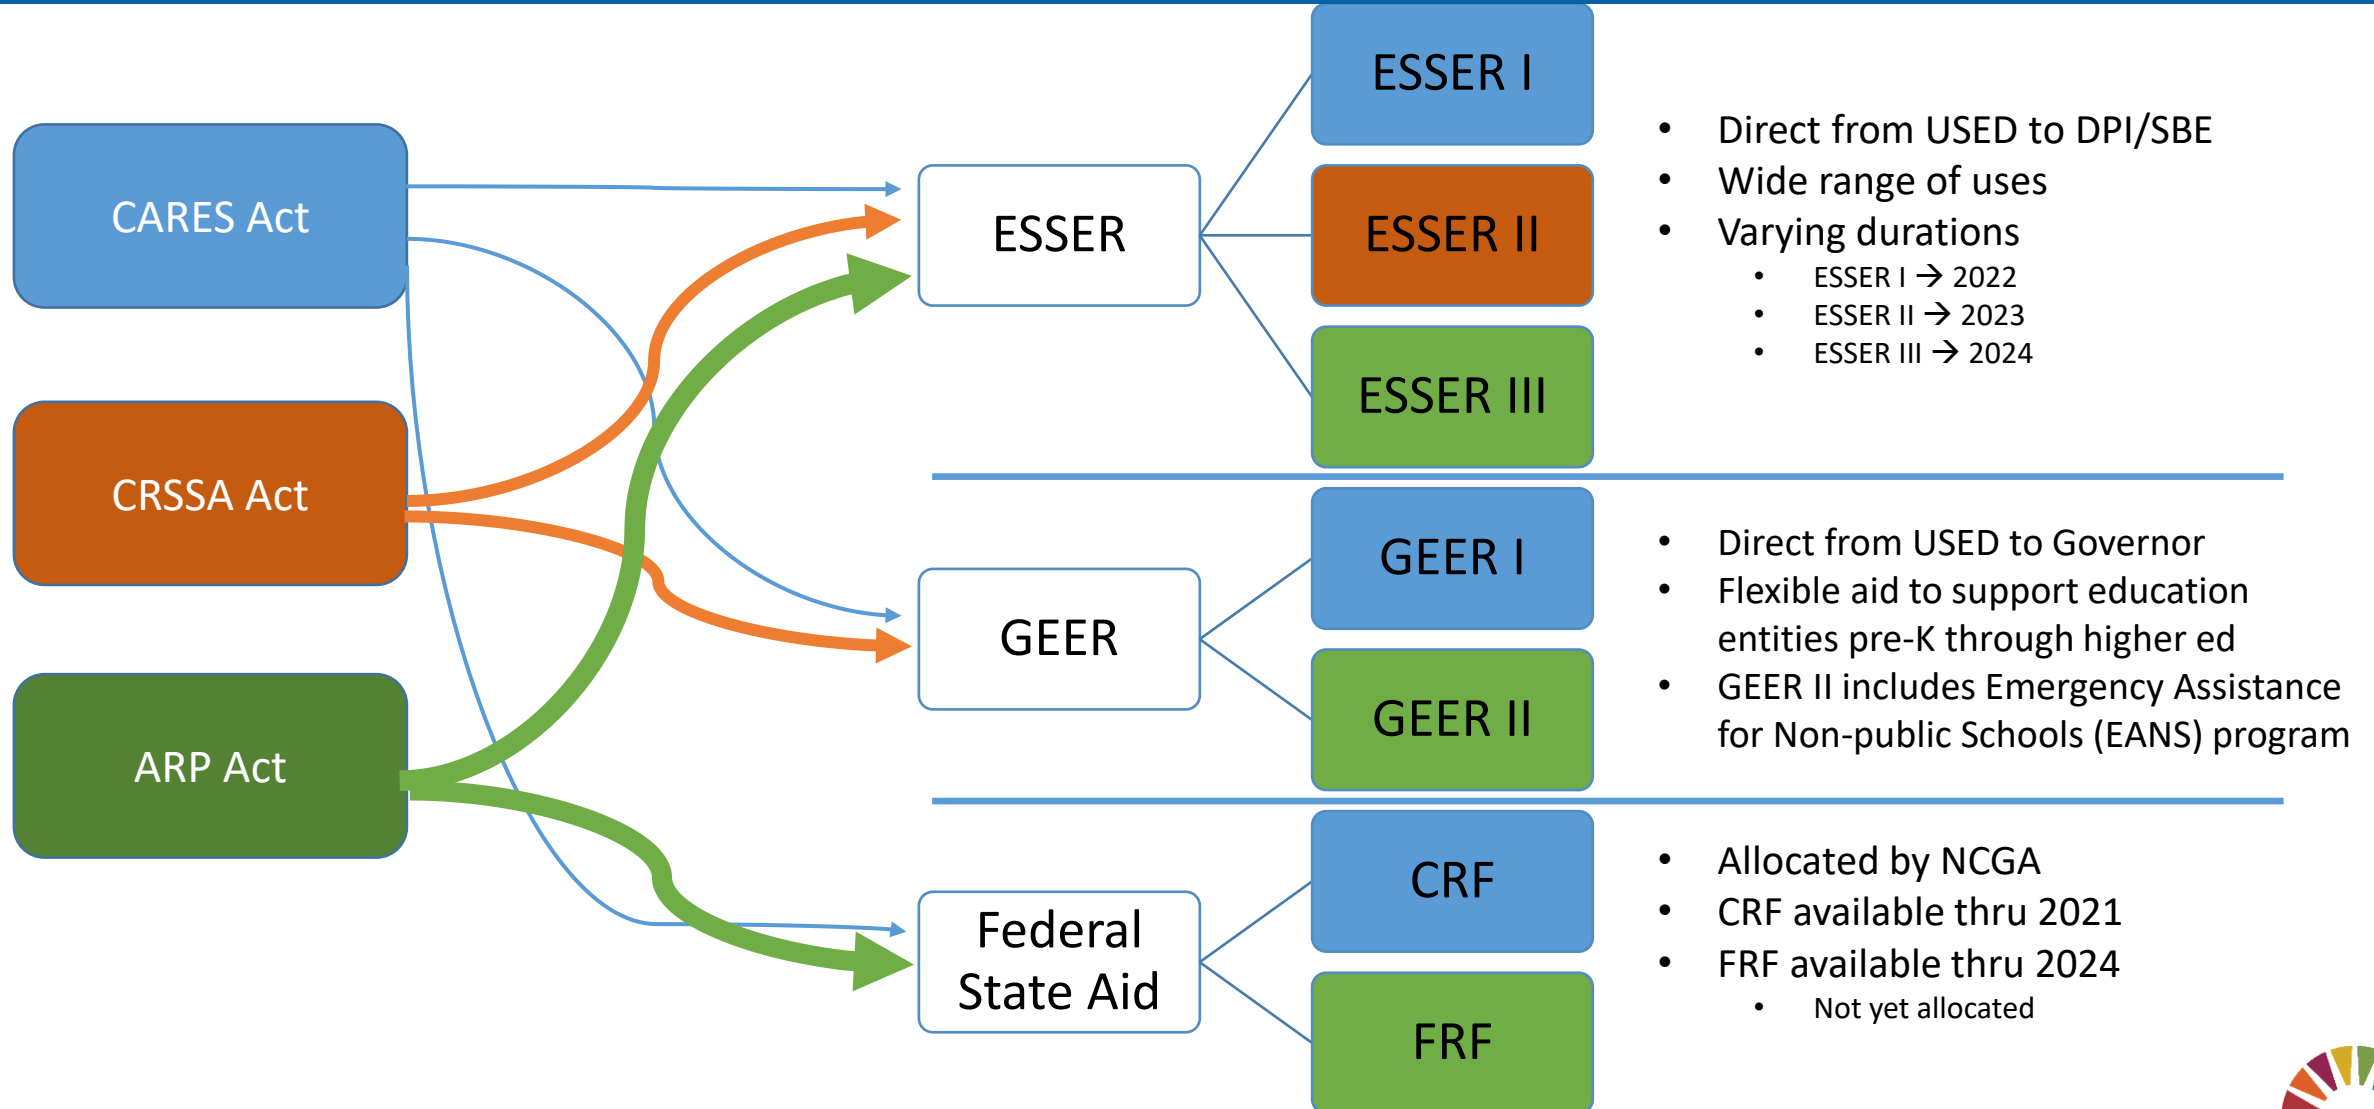 CARES Act
CRSSA Act
ARP Act
ESSER
GEER
Federal
State Aid
ESSER I
ESSER II
ESSER III
• Direct from USED to DPI/SBE
• Wide range of uses
• Varying durations
• ESSER I → 2022
• ESSER II → 2023
• ESSER III → 2024
GEER I
GEER II
• Direct from USED to Governor
• Flexible aid to support education
entities pre-K through higher ed
• GEER II includes Emergency Assistance
for Non-public Schools (EANS) program
CRF
FRF
• Allocated by NCGA
• CRF available thru 2021
• FRF available thru 2024
• Not yet allocated